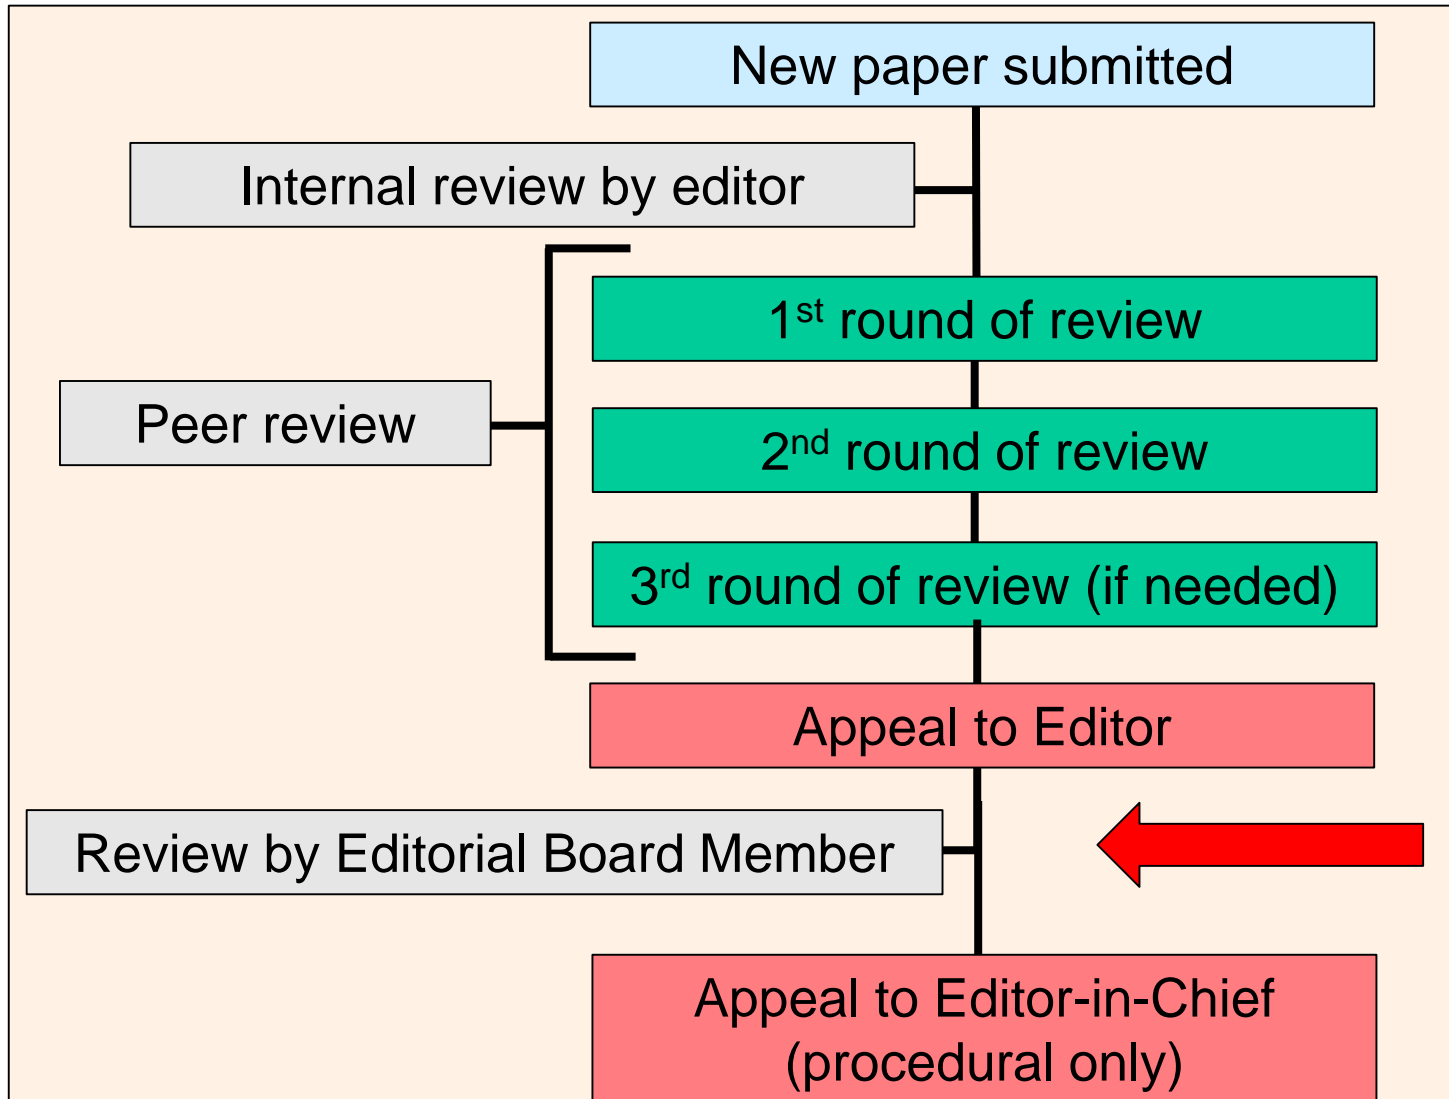 New paper submitted
Internal review by editor
1st round of review
Peer review
2nd round of review
3rd round of review (if needed)
Appeal to Editor
Review by Editorial Board Member
Appeal to Editor-in-Chief
(procedural only)